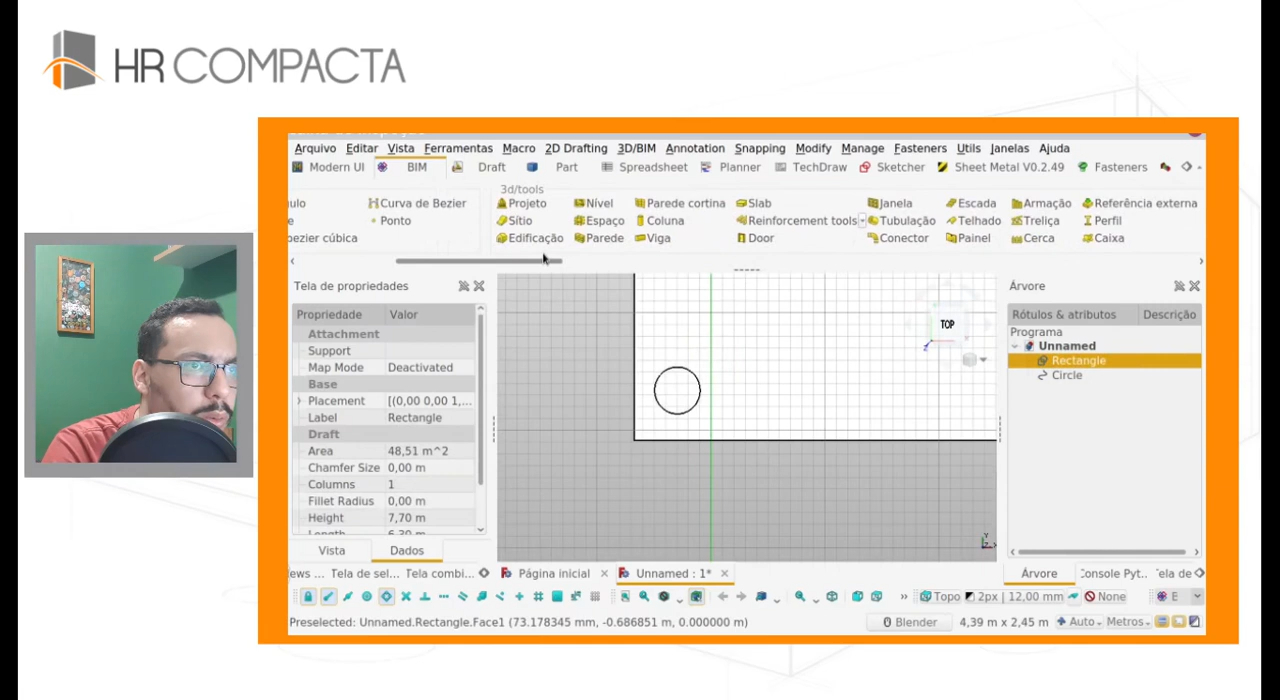 HR COMPACTA
Arquivo Editar Vista Ferramentas Macro 2D Drafting 3D/BIM Annotation Snapping Modify Manage Fasteners Utils Janelas Ajuda
Modern UI BIM Draft Part Spreadsheet Planner TechDraw Sketcher Sheet Metal V0.2.49 Fasteners
3d/tools
ulo Curva de Bezier Projeto Nível Parede cortina Slab Janela Escada Armação Referência externa
e Ponto Sítio Espaço Coluna Reinforcement tools Tubulação Telhado Treliça Perfil
bezier cúbica Edificação Parede Viga Door Conector Painel Cerca Caixa
Tela de propriedades
Propriedade Valor
Attachment
Support
Map Mode Deactivated
Base
Placement [(0,00 0,00 1,...
Label Rectangle
Draft
Area 48,51 m^2
Chamfer Size 0,00 m
Columns 1
Fillet Radius 0,00 m
Height 7,70 m
Vista Dados
TOP
Árvore
Rótulos & atributos Descrição
Programa
Unnamed
Rectangle
Circle
iews ... Tela de sel... Tela combi... Página inicial Unnamed : 1* Árvore Console Pyt.. Tela de
Topo 2px | 12,00 mm None E
Preselected: Unnamed.Rectangle.Face1 (73.178345 mm, -0.686851 m, 0.000000 m) Blender 4,39 m x 2,45 m Auto Metros